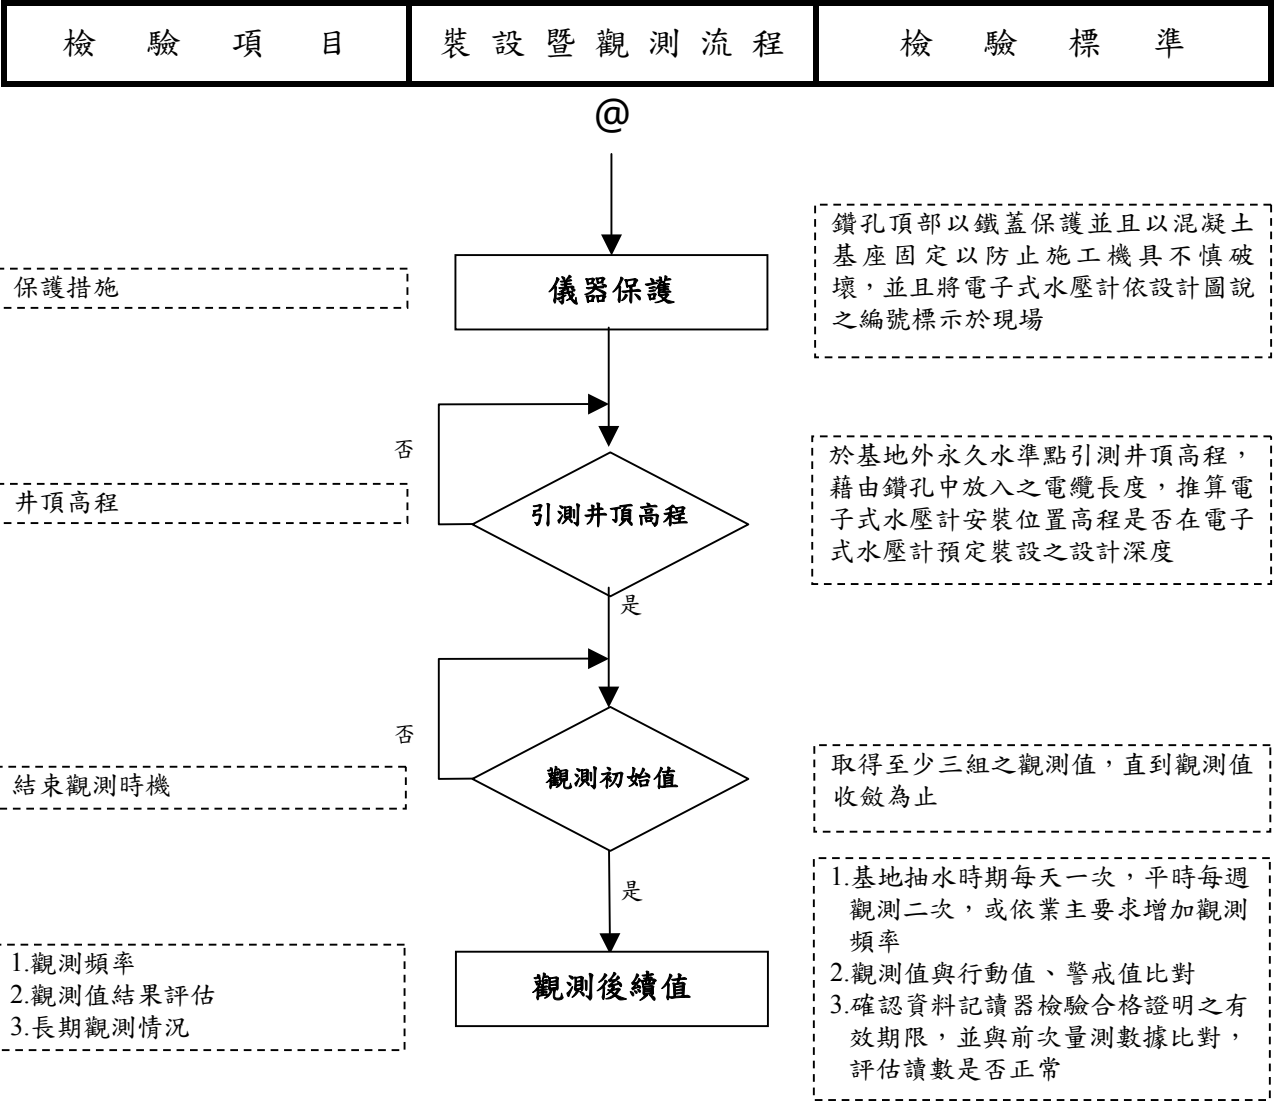 檢驗項目
裝設暨觀測流程
檢驗標準
@
保護措施
儀器保護
鑽孔頂部以鐵蓋保護並且以混凝土
基座固定以防止施工機具不慎破
壞，並且將電子式水壓計依設計圖說
之編號標示於現場
否
井頂高程
引測井頂高程
於基地外永久水準點引測井頂高程，
藉由鑽孔中放入之電纜長度，推算電
子式水壓計安裝位置高程是否在電子
式水壓計預定裝設之設計深度
是
否
結束觀測時機
觀測初始值
取得至少三組之觀測值，直到觀測值
收斂為止
是
1.觀測頻率
2.觀測值結果評估
3.長期觀測情況
觀測後續值
1.基地抽水時期每天一次，平時每週
觀測二次，或依業主要求增加觀測
頻率
2.觀測值與行動值、警戒值比對
3.確認資料記讀器檢驗合格證明之有
效期限，並與前次量測數據比對，
評估讀數是否正常